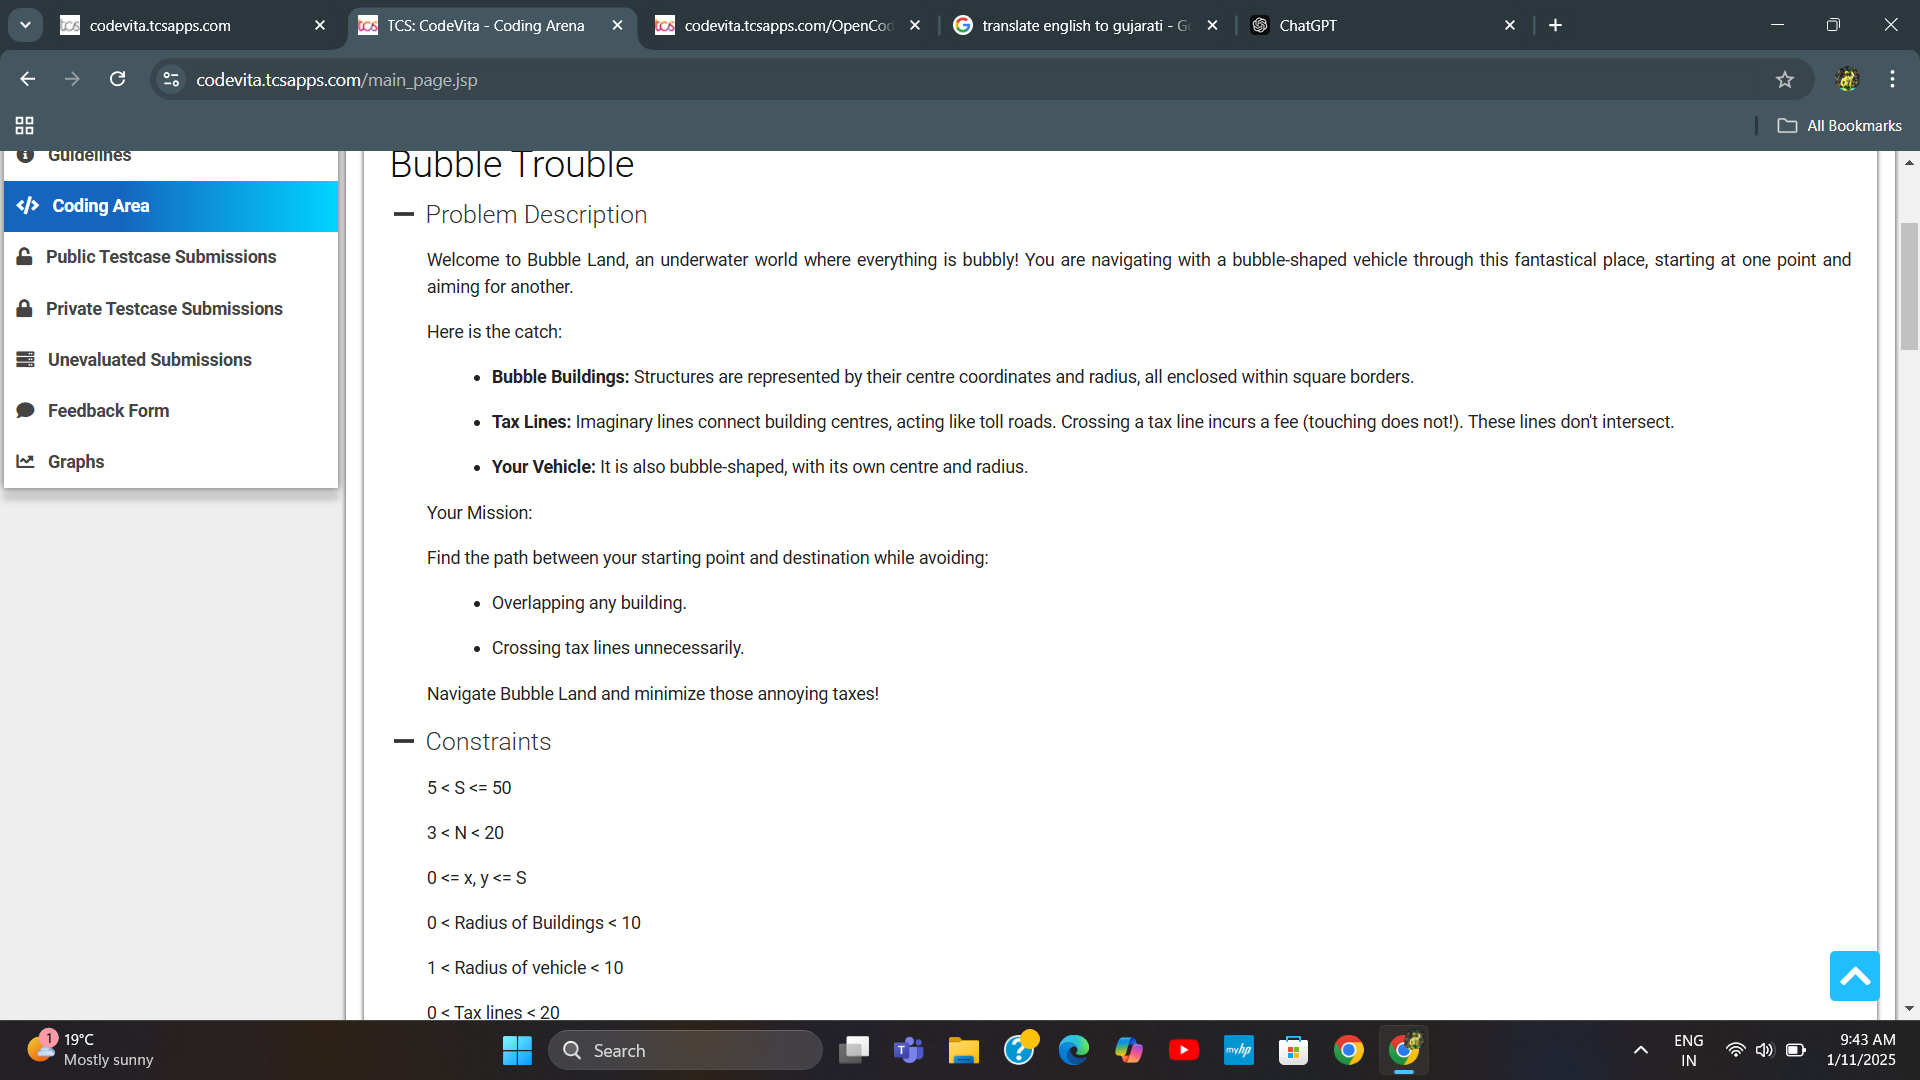 codevita.tcsapps.com
TCS: CodeVita - Coding Arena
codevita.tcsapps.com/OpenCod
translate english to gujarati - G
ChatGPT
codevita.tcsapps.com/main_page.jsp
All Bookmarks
Guidelines
Coding Area
Public Testcase Submissions
Private Testcase Submissions
Unevaluated Submissions
Feedback Form
Graphs
Bubble Trouble
Problem Description
Welcome to Bubble Land, an underwater world where everything is bubbly! You are navigating with a bubble-shaped vehicle through this fantastical place, starting at one point and
aiming for another.
Here is the catch:
• Bubble Buildings: Structures are represented by their centre coordinates and radius, all enclosed within square borders.
• Tax Lines: Imaginary lines connect building centres, acting like toll roads. Crossing a tax line incurs a fee (touching does not!). These lines don't intersect.
• Your Vehicle: It is also bubble-shaped, with its own centre and radius.
Your Mission:
Find the path between your starting point and destination while avoiding:
• Overlapping any building.
• Crossing tax lines unnecessarily.
Navigate Bubble Land and minimize those annoying taxes!
Constraints
5 < S <= 50
3 < N < 20
0 <= x, y <= S
0 < Radius of Buildings < 10
1 < Radius of vehicle < 10
0 < Tax lines < 20
1
19°C
Mostly sunny
Search
myhp
ENG
IN
9:43 AM
1/11/2025